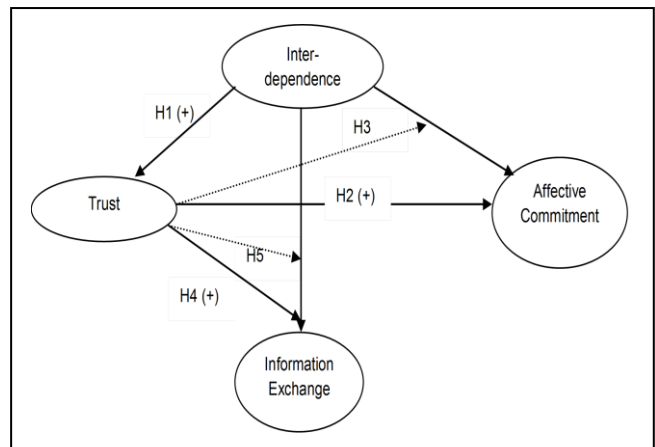 Inter-
dependence
H1 (+)
H3
Trust
H2 (+)
Affective
Commitment
H5
H4 (+)
Information
Exchange